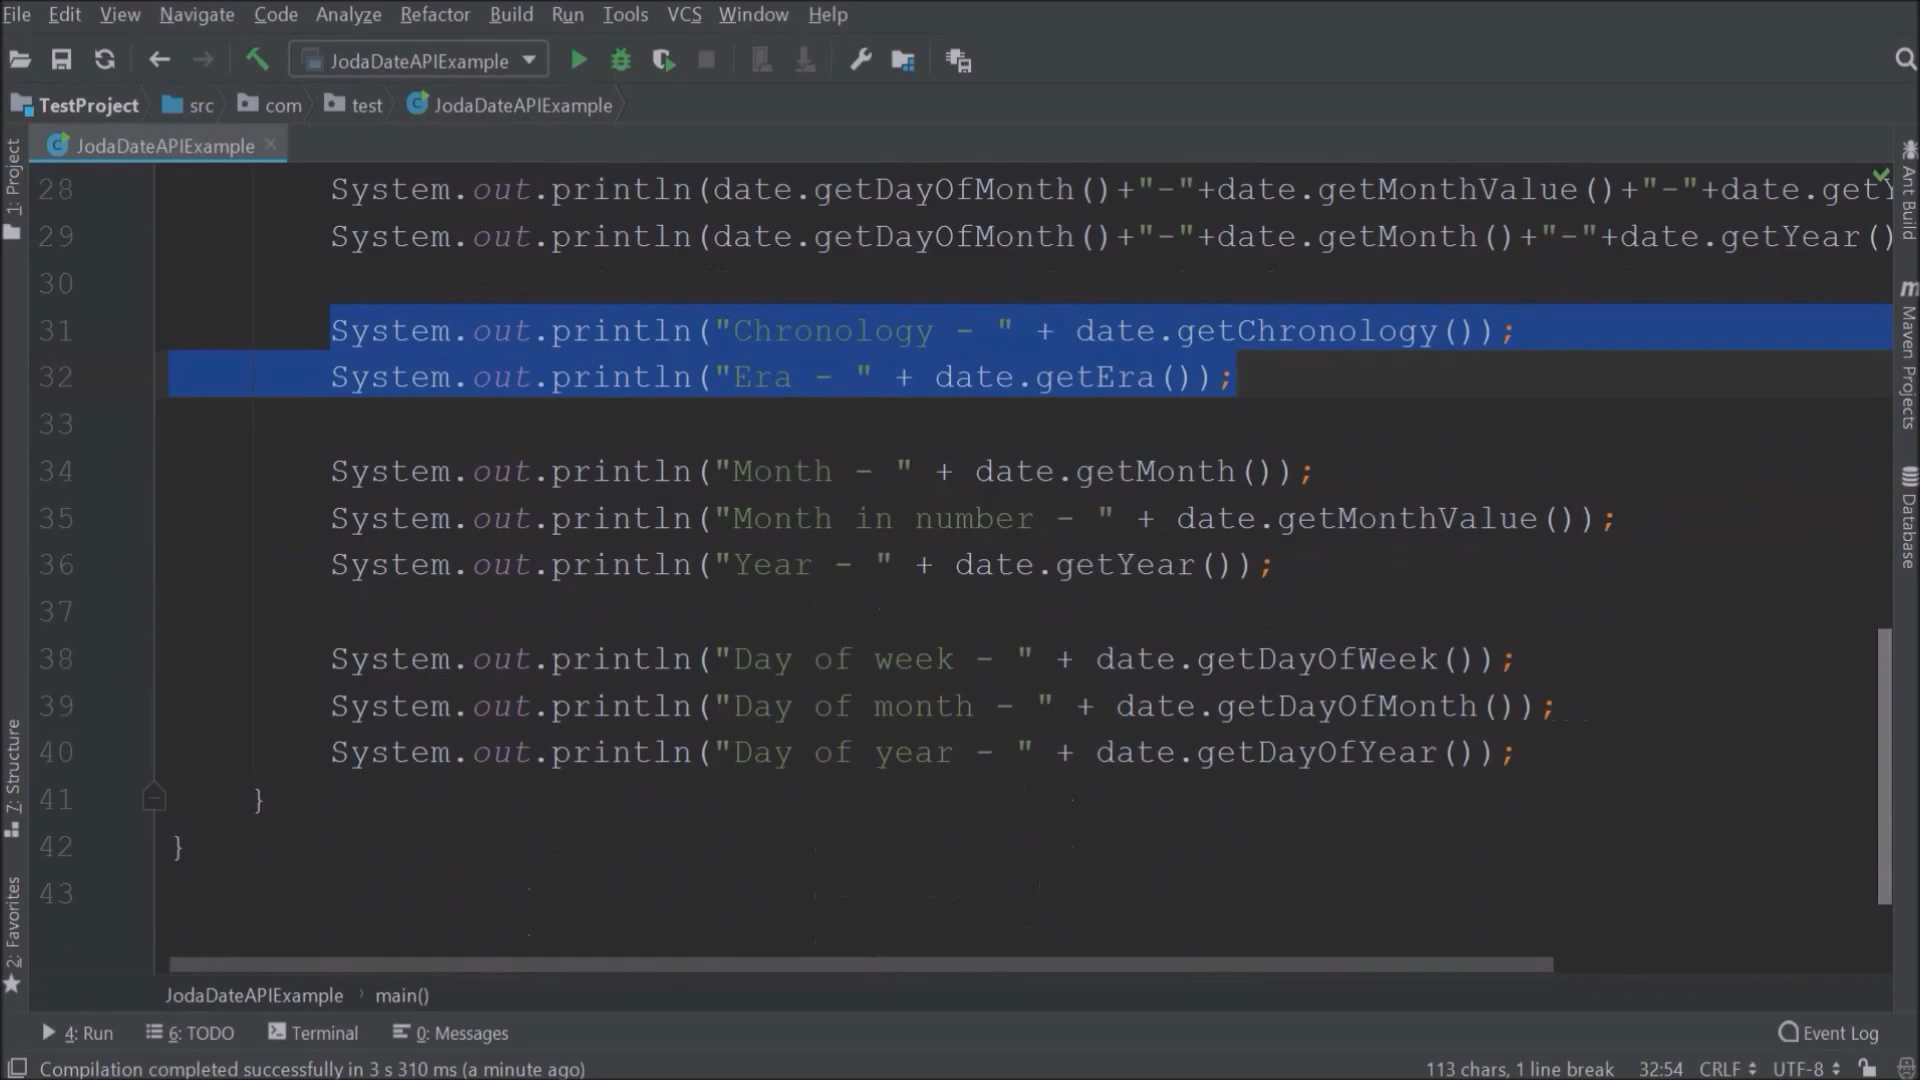 File Edit View Navigate Code Analyze Refactor Build Run Tools VCS Window Help
JodaDateAPIExample
TestProject src com test JodaDateAPIExample
JodaDateAPIExample
1: Project
7: Structure
2: Favorites
28 System.out.println(date.getDayOfMonth()+"-"+date.getMonthValue()+"-"+date.getY
29 System.out.println(date.getDayOfMonth()+"-"+date.getMonth()+"-"+date.getYear()
30
31 System.out.println("Chronology - " + date.getChronology());
32 System.out.println("Era - " + date.getEra());
33
34 System.out.println("Month - " + date.getMonth());
35 System.out.println("Month in number - " + date.getMonthValue());
36 System.out.println("Year - " + date.getYear());
37
38 System.out.println("Day of week - " + date.getDayOfWeek());
39 System.out.println("Day of month - " + date.getDayOfMonth());
40 System.out.println("Day of year - " + date.getDayOfYear());
41 }
42 }
43
Ant Build
Maven Projects
Database
JodaDateAPIExample › main()
4: Run 6: TODO Terminal 0: Messages Event Log
Compilation completed successfully in 3 s 310 ms (a minute ago) 113 chars, 1 line break 32:54 CRLF UTF-8